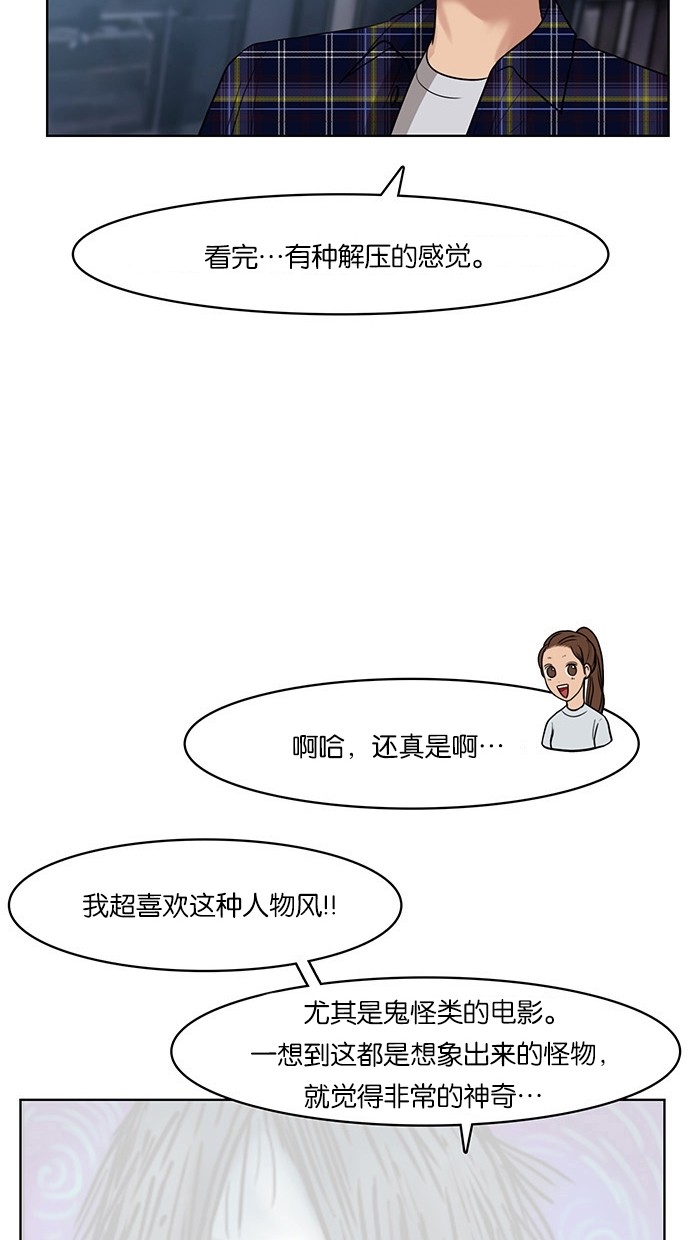 看完…有种解压的感觉。
啊哈，还真是啊…
我超喜欢这种人物风!!
尤其是鬼怪类的电影。
一想到这都是想象出来的怪物，
就觉得非常的神奇…